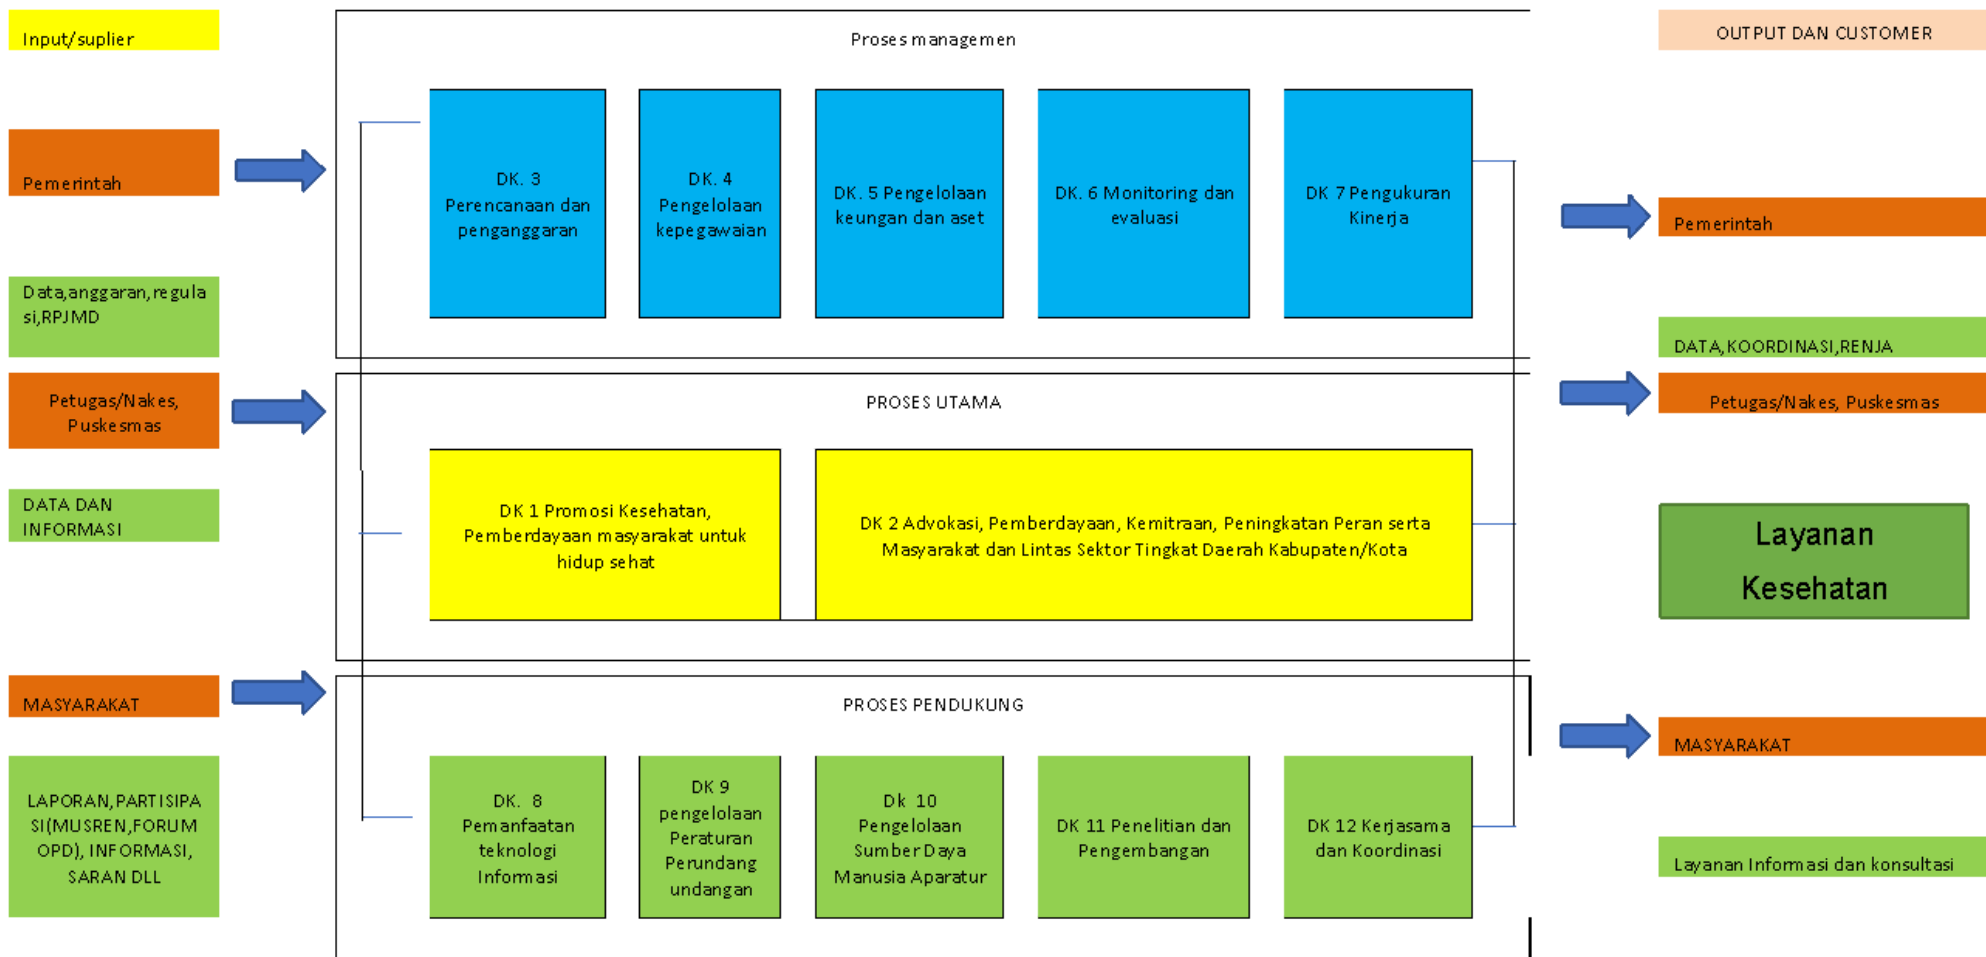 Input/suplier
Proses managemen
OUTPUT DAN CUSTOMER
Pemerintah
DK. 3
Perencanaan dan
penganggaran
DK. 4
Pengelolaan
kepegawaian
DK. 5 Pengelolaan
keungan dan aset
DK. 6 Monitoring dan
evaluasi
DK 7 Pengukuran
Kinerja
Pemerintah
Data,anggaran,regula
si,RPJMD
DATA,KOORDINASI,RENJA
Petugas/Nakes,
Puskesmas
PROSES UTAMA
Petugas/Nakes, Puskesmas
DATA DAN
INFORMASI
DK 1 Promosi Kesehatan,
Pemberdayaan masyarakat untuk
hidup sehat
DK 2 Advokasi, Pemberdayaan, Kemitraan, Peningkatan Peran serta
Masyarakat dan Lintas Sektor Tingkat Daerah Kabupaten/Kota
Layanan
Kesehatan
MASYARAKAT
PROSES PENDUKUNG
MASYARAKAT
LAPORAN,PARTISIPA
SI(MUSREN,FORUM
OPD), INFORMASI,
SARAN DLL
DK. 8
Pemanfaatan
teknologi
Informasi
DK 9
pengelolaan
Peraturan
Perundang
undangan
Dk 10
Pengelolaan
Sumber Daya
Manusia Aparatur
DK 11 Penelitian dan
Pengembangan
DK 12 Kerjasama
dan Koordinasi
Layanan Informasi dan konsultasi